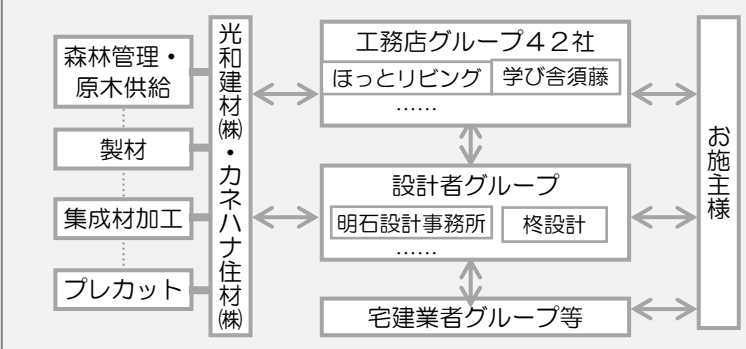 森林管理・
原木供給
製材
集成材加工
プレカット
光和建材㈱・カネハナ住材㈱
工務店グループ４２社
ほっとリビング
学び舎須藤
……
設計者グループ
明石設計事務所
柊設計
……
宅建業者グループ等
お施主様